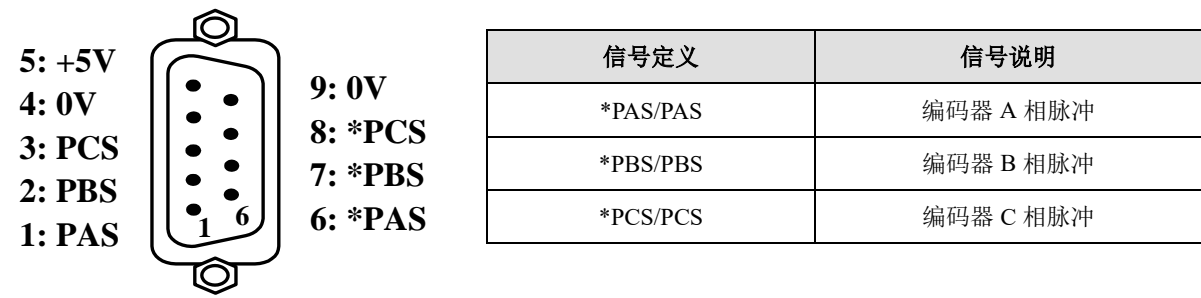 5: +5V
4: 0V
3: PCS
2: PBS
1: PAS
1
6
9: 0V
8: *PCS
7: *PBS
6: *PAS
信号定义 信号说明
*PAS/PAS 编码器 A 相脉冲
*PBS/PBS 编码器 B 相脉冲
*PCS/PCS 编码器 C 相脉冲